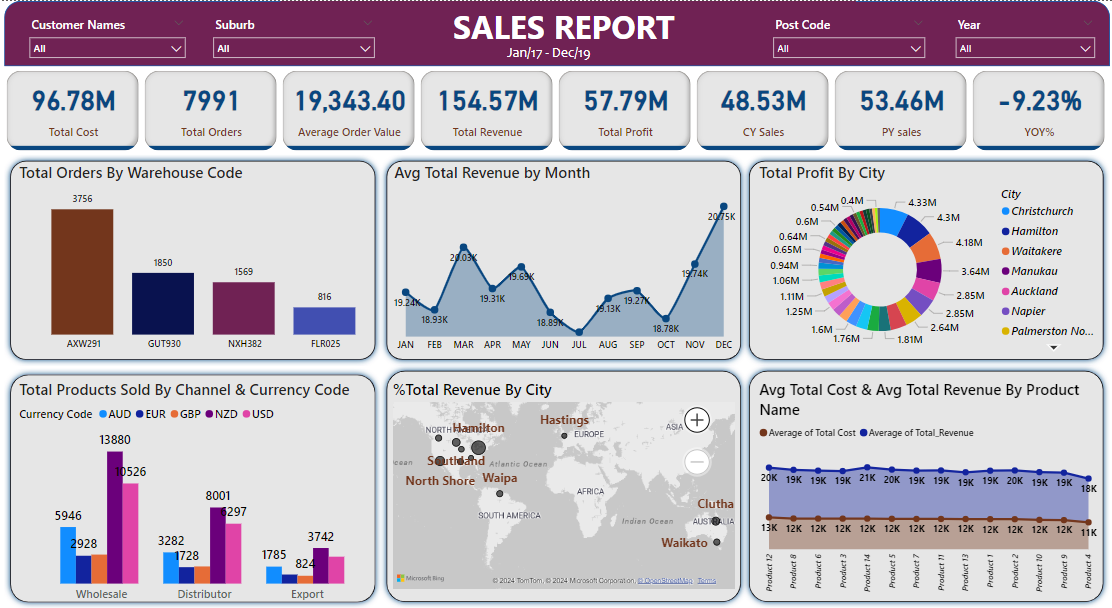 Customer Names
Suburb
SALES REPORT
Jan/17 - Dec/19
Post Code
Year
All
All
All
All
96.78M
Total Cost
7991
Total Orders
19,343.40
Average Order Value
154.57M
Total Revenue
57.79M
Total Profit
48.53M
CY Sales
53.46M
PY sales
-9.23%
YOY%
Total Orders By Warehouse Code
3756
1850
1569
816
AXW291
GUT930
NXH382
FLR025
Avg Total Revenue by Month
19.24K
18.93K
20.03K
19.31K
19.69K
18.89K
19.13K
19.27K
18.78K
19.74K
20.75K
JAN
FEB
MAR
APR
MAY
JUN
JUL
AUG
SEP
OCT
NOV
DEC
Total Profit By City
4.33M
4.3M
4.18M
3.64M
2.85M
2.85M
2.64M
1.81M
1.76M
1.6M
1.25M
1.11M
1.06M
0.94M
0.65M
0.64M
0.6M
0.54M
0.4M
City
Christchurch
Hamilton
Waitakere
Manukau
Auckland
Napier
Palmerston No...
Total Products Sold By Channel & Currency Code
Currency Code
AUD
EUR
GBP
NZD
USD
5946
2928
13880
10526
3282
1728
8001
6297
1785
824
3742
Wholesale
Distributor
Export
%Total Revenue By City
Hamilton
Hastings
EUROPE
ASIA
Southland
Atlantic Ocean
North Shore
Waipa
AFRICA
SOUTH AMERICA
Indian Ocean
Clutha
Waikato
Microsoft Bing
© 2024 TomTom, © 2024 Microsoft Corporation, © OpenStreetMap Terms
Avg Total Cost & Avg Total Revenue By Product
Name
Average of Total Cost
Average of Total_Revenue
20K
19K
19K
19K
21K
20K
19K
19K
19K
19K
20K
19K
19K
18K
13K
12K
12K
12K
12K
12K
12K
11K
12K
12K
12K
12K
12K
11K
Product 12
Product 8
Product 6
Product 3
Product 14
Product 5
Product 7
Product 11
Product 13
Product 1
Product 2
Product 10
Product 9
Product 4